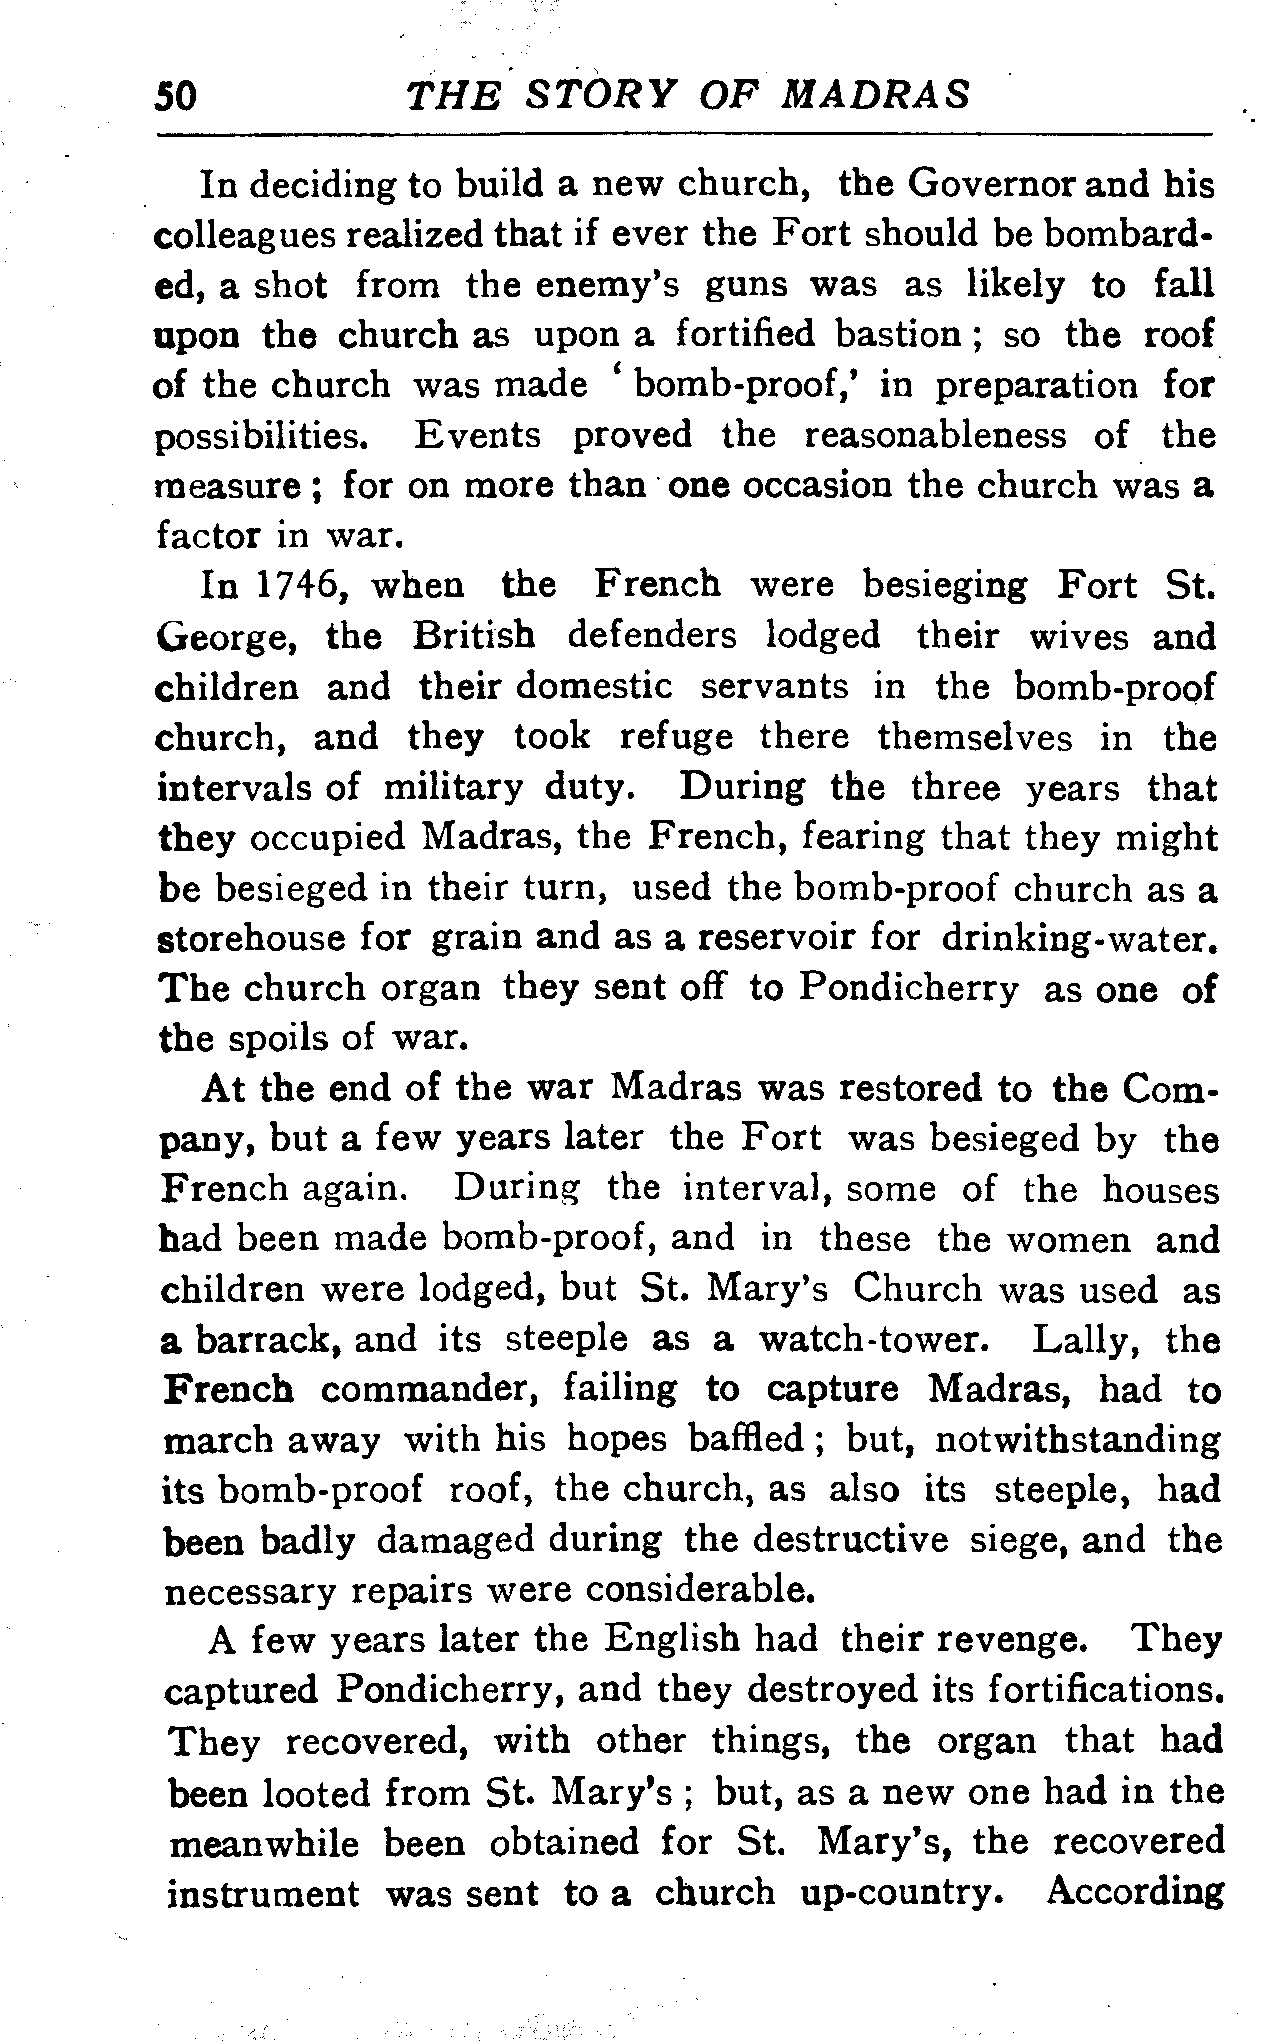 50 THE STORY OF MADRAS
In deciding to build a new church, the Governor and his
colleagues realized that if ever the Fort should be bombard-
ed, a shot from the enemy's guns was as likely to fall
upon the church as upon a fortified bastion ; so the roof
of the church was made ‘ bomb-proof,’ in preparation for
possibilities. Events proved the reasonableness of the
measure ; for on more than one occasion the church was a
factor in war.
In 1746, when the French were besieging Fort St.
George, the British defenders lodged their wives and
children and their domestic servants in the bomb-proof
church, and they took refuge there themselves in the
intervals of military duty. During the three years that
they occupied Madras, the French, fearing that they might
be besieged in their turn, used the bomb-proof church as a
storehouse for grain and as a reservoir for drinking-water.
The church organ they sent off to Pondicherry as one of
the spoils of war.
At the end of the war Madras was restored to the Com-
pany, but a few years later the Fort was besieged by the
French again. During the interval, some of the houses
had been made bomb-proof, and in these the women and
children were lodged, but St. Mary's Church was used as
a barrack, and its steeple as a watch-tower. Lally, the
French commander, failing to capture Madras, had to
march away with his hopes baffled ; but, notwithstanding
its bomb-proof roof, the church, as also its steeple, had
been badly damaged during the destructive siege, and the
necessary repairs were considerable.
A few years later the English had their revenge. They
captured Pondicherry, and they destroyed its fortifications.
They recovered, with other things, the organ that had
been looted from St. Mary's ; but, as a new one had in the
meanwhile been obtained for St. Mary's, the recovered
instrument was sent to a church up-country. According